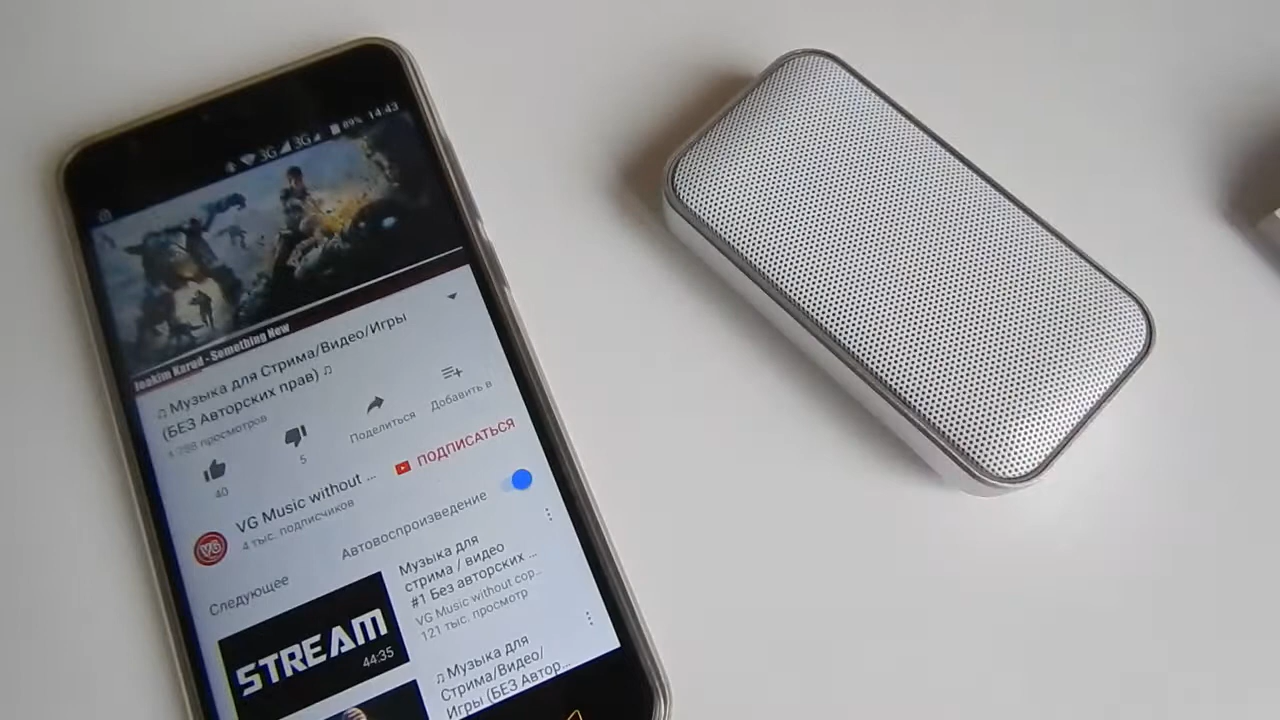 3G 3G 89% 14:43
Joakim Karud - Something New
♫ Музыка для Стрима/Видео/Игры
(БЕЗ Авторских прав) ♫
просмотров
40
5
Поделиться
Добавить в
VG
VG Music without ...
4 тыс. подписчиков
ПОДПИСАТЬСЯ
Автовоспроизведение
Следующее
STREAM
44:35
Музыка для
стрима / видео
#1 Без авторских ...
VG Music without cop...
121 тыс. просмотр
♫ Музыка для
Стрима/Видео/
Игры (БЕЗ Автор...